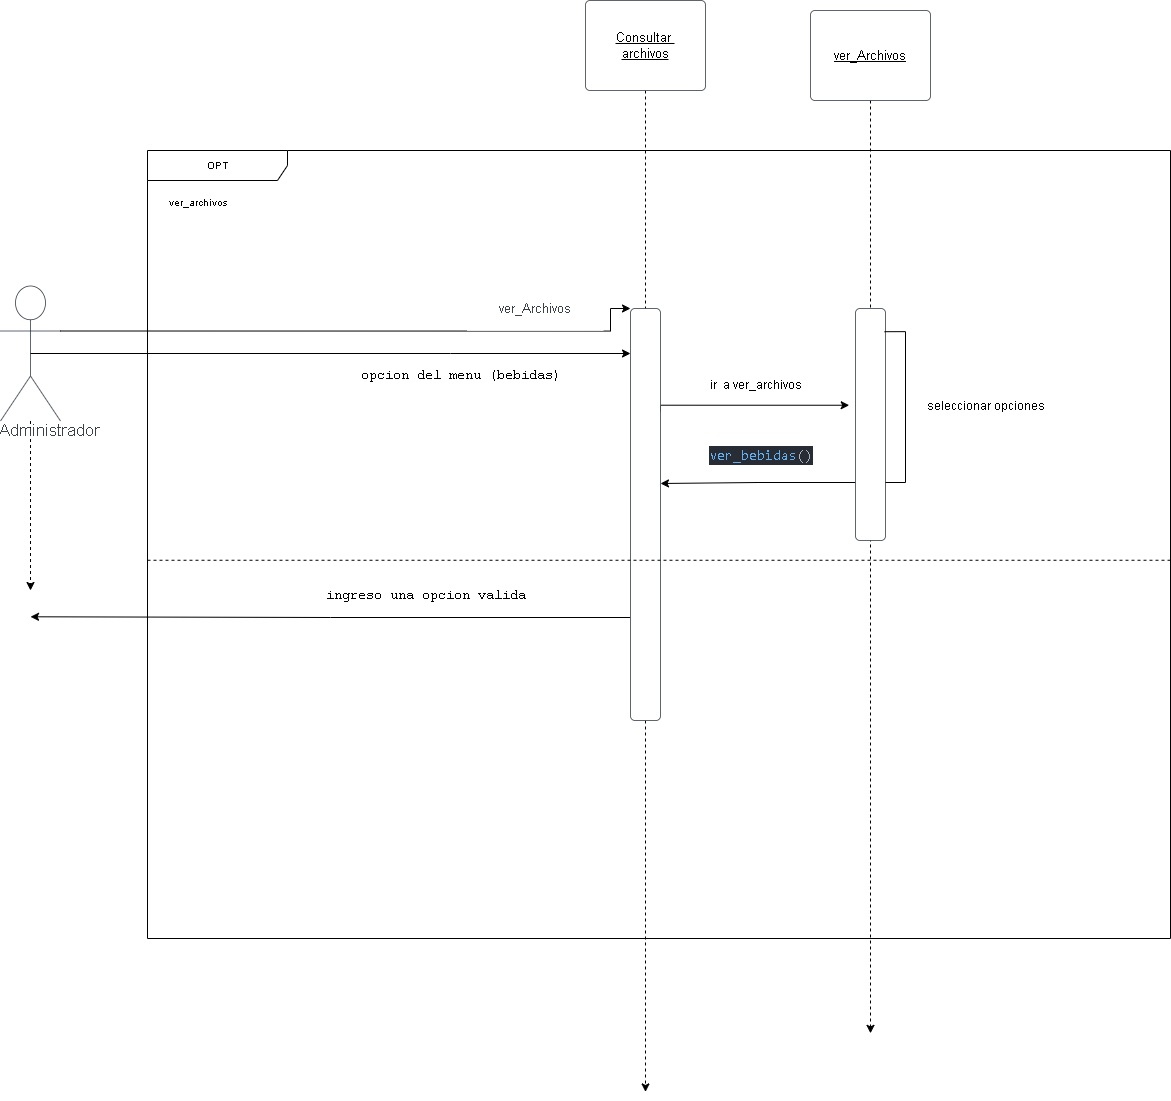 Consultar
archivos
ver_Archivos
OPT
ver_archivos
ver_Archivos
opcion del menu (bebidas)
ir a ver_archivos
seleccionar opciones
Administrador
ver_bebidas()
ingreso una opcion valida